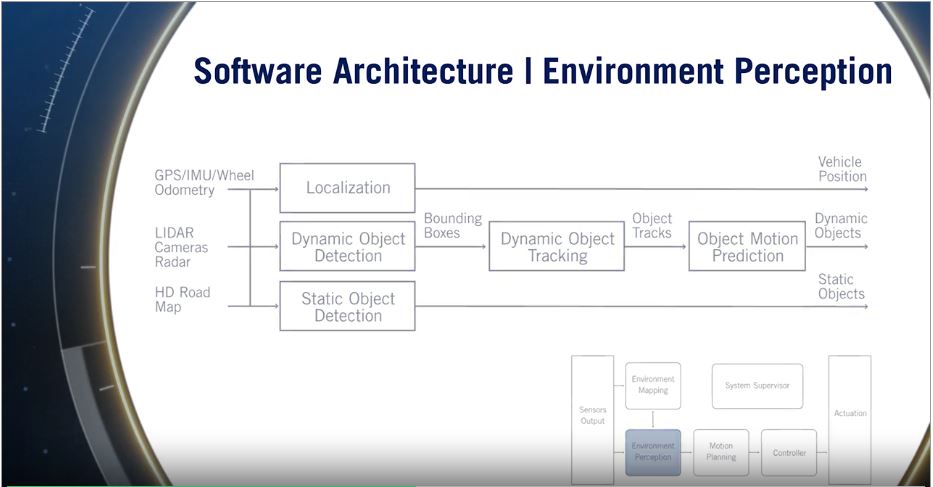 Software Architecture | Environment Perception
GPS/IMU/Wheel
Odometry
Localization
Vehicle
Position
LIDAR
Cameras
Radar
Dynamic Object
Detection
Bounding
Boxes
Dynamic Object
Tracking
Object
Tracks
Object Motion
Prediction
Dynamic
Objects
HD Road
Map
Static Object
Detection
Static
Objects
Sensors
Output
Environment
Mapping
System Supervisor
Actuation
Environment
Perception
Motion
Planning
Controller